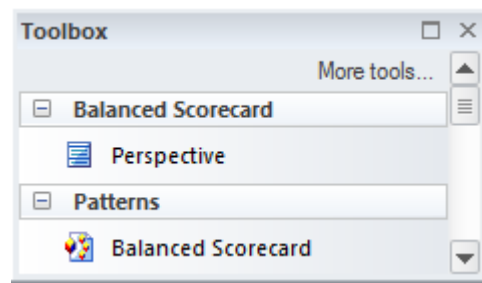 Toolbox
More tools...
Balanced Scorecard
Perspective
Patterns
Balanced Scorecard